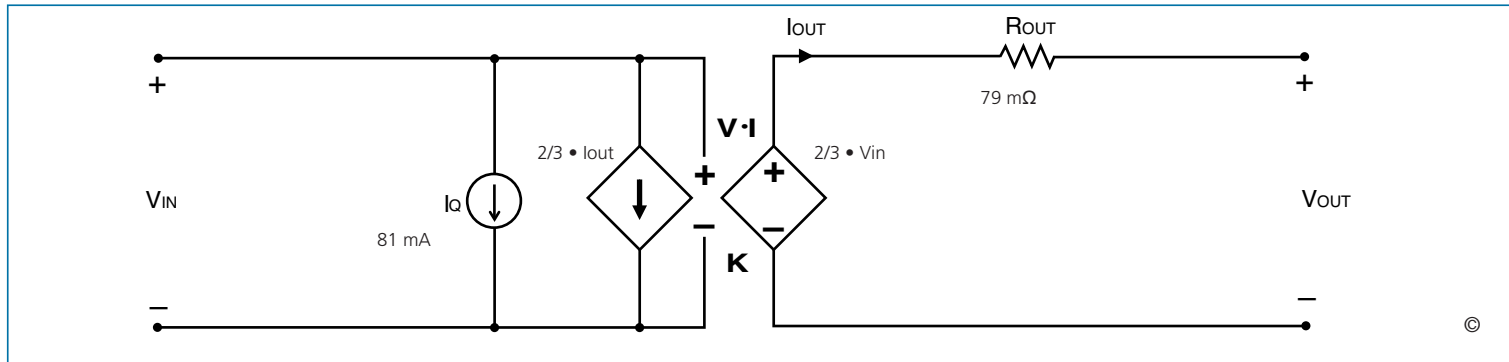 IOUT
ROUT
+
+
79 mΩ
V•I
2/3 • Iout
2/3 • Vin
+
+
VIN
IQ
VOUT
81 mA
−
−
K
−
−
©